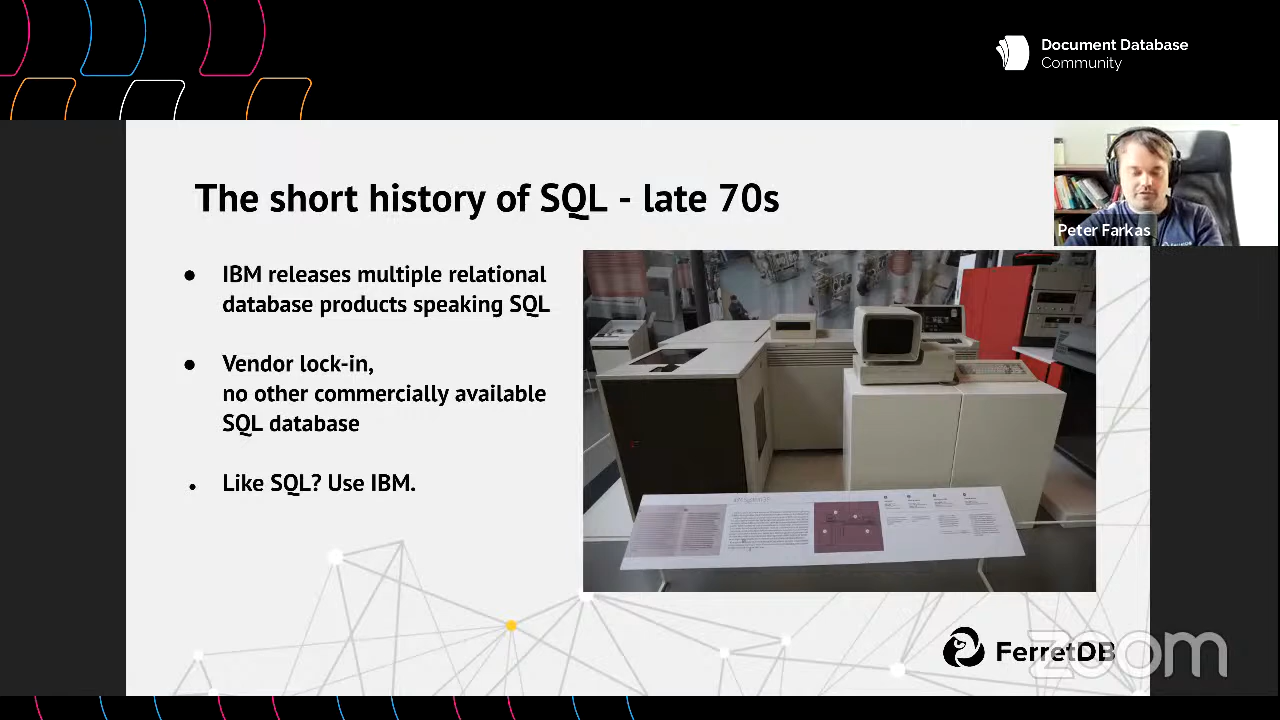 Document Database
Community
The short history of SQL - late 70s
Peter Farkas
● IBM releases multiple relational
database products speaking SQL
● Vendor lock-in,
no other commercially available
SQL database
● Like SQL? Use IBM.
FerretDB
zoom